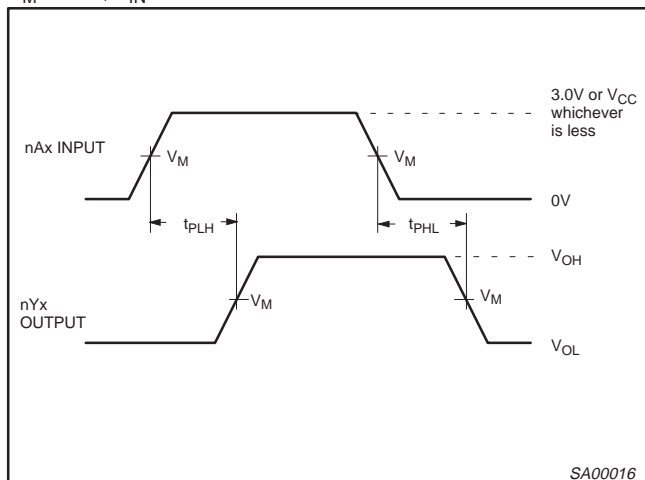 M IN
3.0V or VCC
whichever
is less
nAx INPUT
VM
VM
0V
tPLH
tPHL
VOH
nYx
OUTPUT
VM
VM
VOL
SA00016